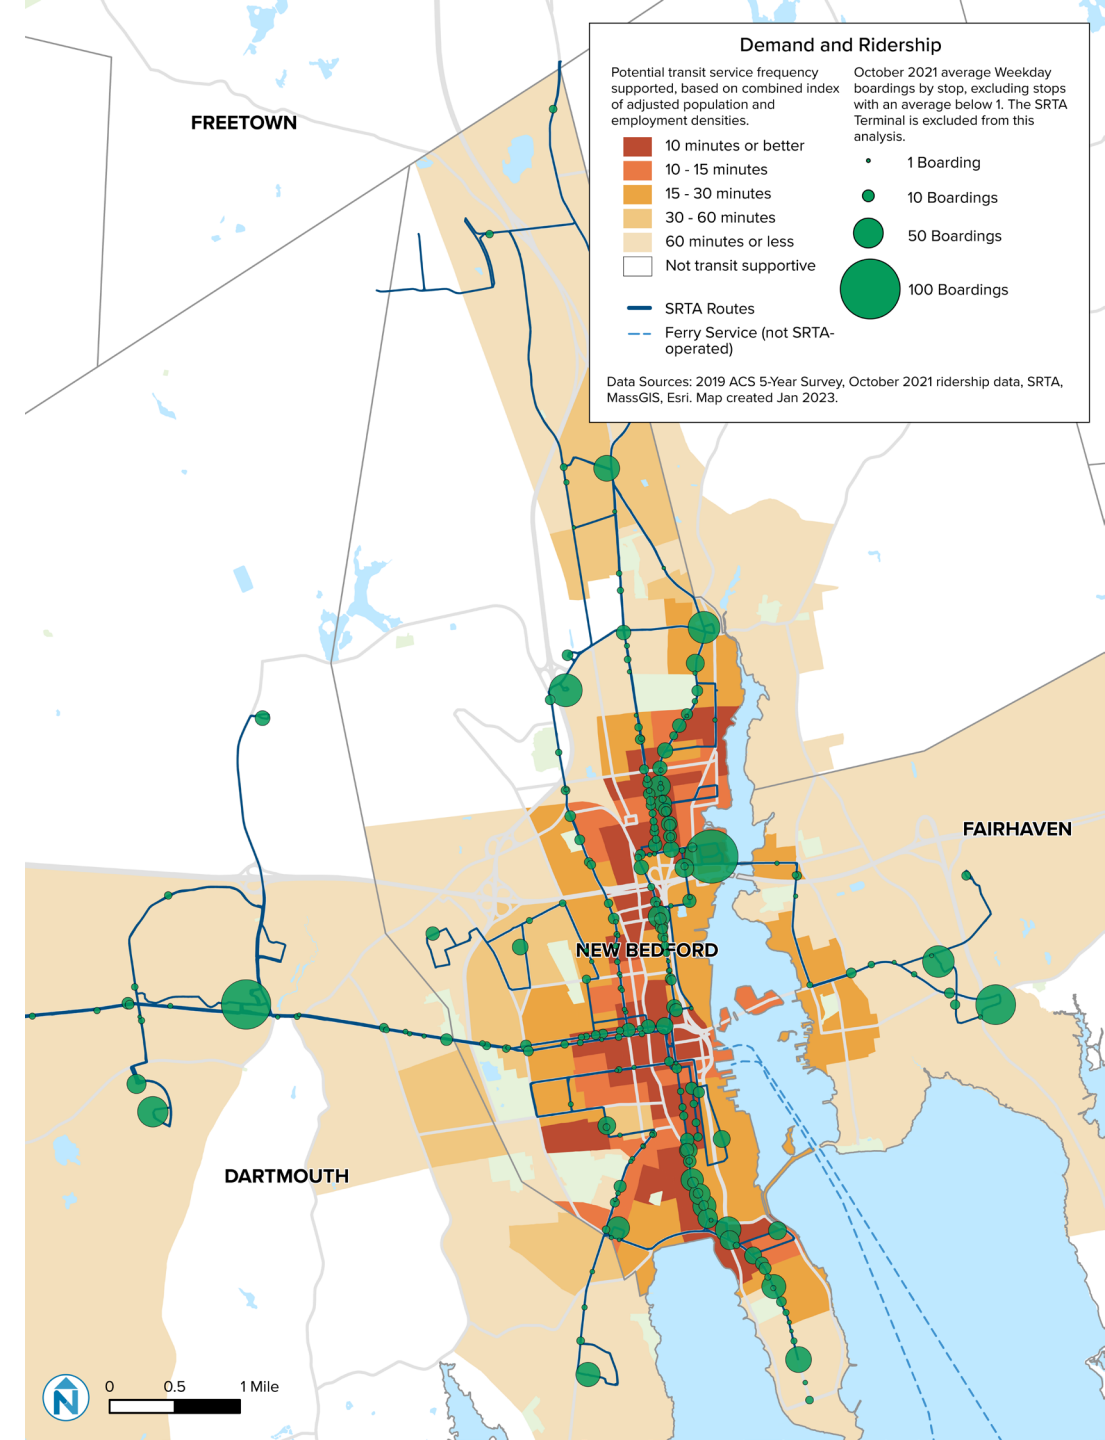 Demand and Ridership
Potential transit service frequency
supported, based on combined index
of adjusted population and
employment densities.
10 minutes or better
10 - 15 minutes
15 - 30 minutes
30 - 60 minutes
60 minutes or less
Not transit supportive
SRTA Routes
Ferry Service (not SRTA-
operated)
October 2021 average Weekday
boardings by stop, excluding stops
with an average below 1. The SRTA
Terminal is excluded from this
analysis.
1 Boarding
10 Boardings
50 Boardings
100 Boardings
Data Sources: 2019 ACS 5-Year Survey, October 2021 ridership data, SRTA,
MassGIS, Esri. Map created Jan 2023.
FREETOWN
FAIRHAVEN
NEW BEDFORD
DARTMOUTH
N
0 0.5 1 Mile